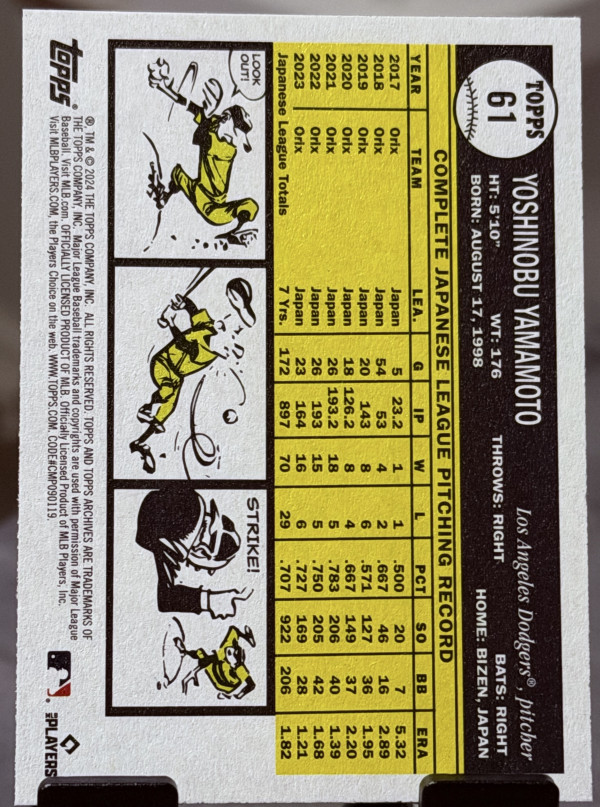 TOPPS
61
YOSHINOBU YAMAMOTO Los Angeles Dodgers®, pitcher
HT: 5'10" WT: 176 THROWS: RIGHT BATS: RIGHT
BORN: AUGUST 17, 1998 HOME: BIZEN, JAPAN
COMPLETE JAPANESE LEAGUE PITCHING RECORD
YEAR TEAM LEA. G IP W L PCT SO BB ERA
2017 Orix Japan 5 23.2 1 1 .500 20 7 5.32
2018 Orix Japan 54 53 4 2 .667 46 16 2.89
2019 Orix Japan 20 143 8 6 .571 127 36 1.95
2020 Orix Japan 18 126.2 8 4 .667 149 37 2.20
2021 Orix Japan 26 193.2 18 5 .783 206 40 1.39
2022 Orix Japan 26 193 15 5 .750 205 42 1.68
2023 Orix Japan 23 164 16 6 .727 169 28 1.21
Japanese League Totals 7 Yrs. 172 897 70 29 .707 922 206 1.82
LOOK
OUT!
STRIKE!
topps®
®, TM & © 2024 THE TOPPS COMPANY, INC. ALL RIGHTS RESERVED. TOPPS AND TOPPS ARCHIVES ARE TRADEMARKS OF
THE TOPPS COMPANY, INC. Major League Baseball trademarks and copyrights are used with permission of Major League
Baseball. Visit MLB.com. OFFICIALLY LICENSED PRODUCT OF MLB. Officially Licensed Product of MLB Players, Inc.
Visit MLBPLAYERS.COM, the Players Choice on the web. WWW.TOPPS.COM. CODE#CMP090119
MLBPLAYERS